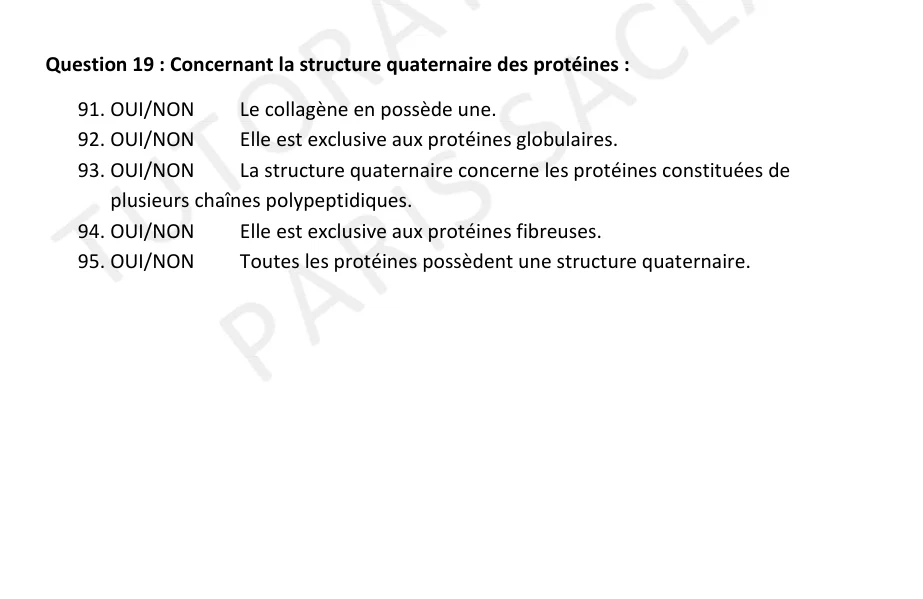 Question 19 : Concernant la structure quaternaire des protéines :
91. OUI/NON Le collagène en possède une.
92. OUI/NON Elle est exclusive aux protéines globulaires.
93. OUI/NON La structure quaternaire concerne les protéines constituées de
plusieurs chaînes polypeptidiques.
94. OUI/NON Elle est exclusive aux protéines fibreuses.
95. OUI/NON Toutes les protéines possèdent une structure quaternaire.